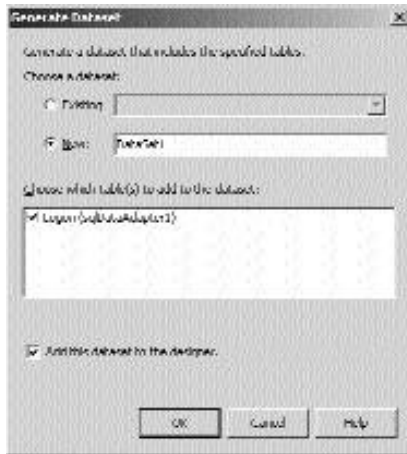 Generate Dataset
Generate a dataset that includes the specified tables.
Choose a dataset:
Existing
New: DataSet1
Choose which table(s) to add to the dataset:
Logon (sqlDataAdapter1)
Add this dataset to the designer.
OK Cancel Help